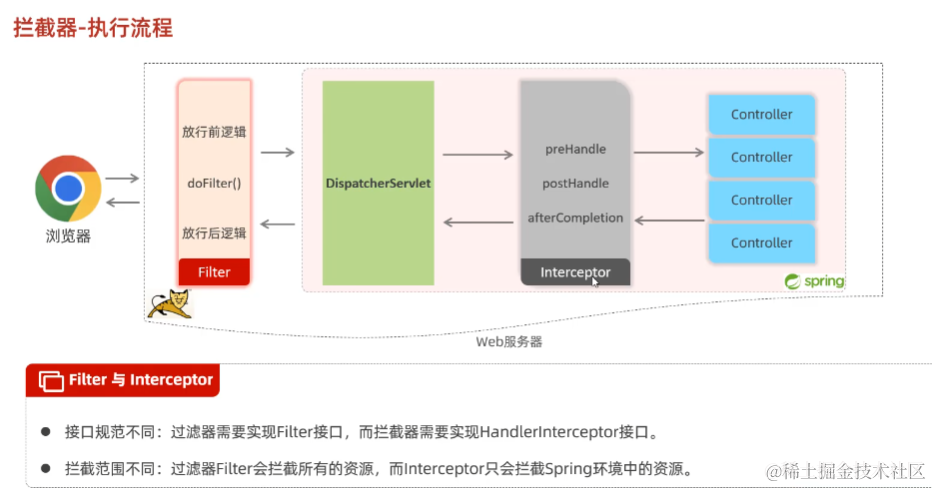 拦截器-执行流程
浏览器
放行前逻辑
doFilter()
放行后逻辑
Filter
DispatcherServlet
preHandle
postHandle
afterCompletion
Interceptor
Controller
Controller
Controller
Controller
spring
Web服务器
Filter 与 Interceptor
接口规范不同：过滤器需要实现Filter接口，而拦截器需要实现HandlerInterceptor接口。
拦截范围不同：过滤器Filter会拦截所有的资源，而Interceptor只会拦截Spring环境中的资源。
@稀土掘金技术社区